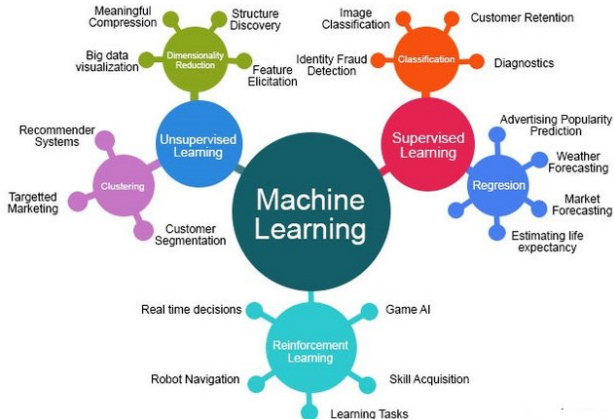 Meaningful
Compression
Structure
Discovery
Big data
visualization
Dimensionality
Reduction
Feature
Elicitation
Image
Classification
Customer Retention
Identity Fraud
Detection
Classification
Diagnostics
Unsupervised
Learning
Supervised
Learning
Recommender
Systems
Clustering
Targetted
Marketing
Customer
Segmentation
Machine
Learning
Advertising Popularity
Prediction
Weather
Forecasting
Regresion
Market
Forecasting
Estimating life
expectancy
Real time decisions
Game AI
Reinforcement
Learning
Robot Navigation
Skill Acquisition
Learning Tasks